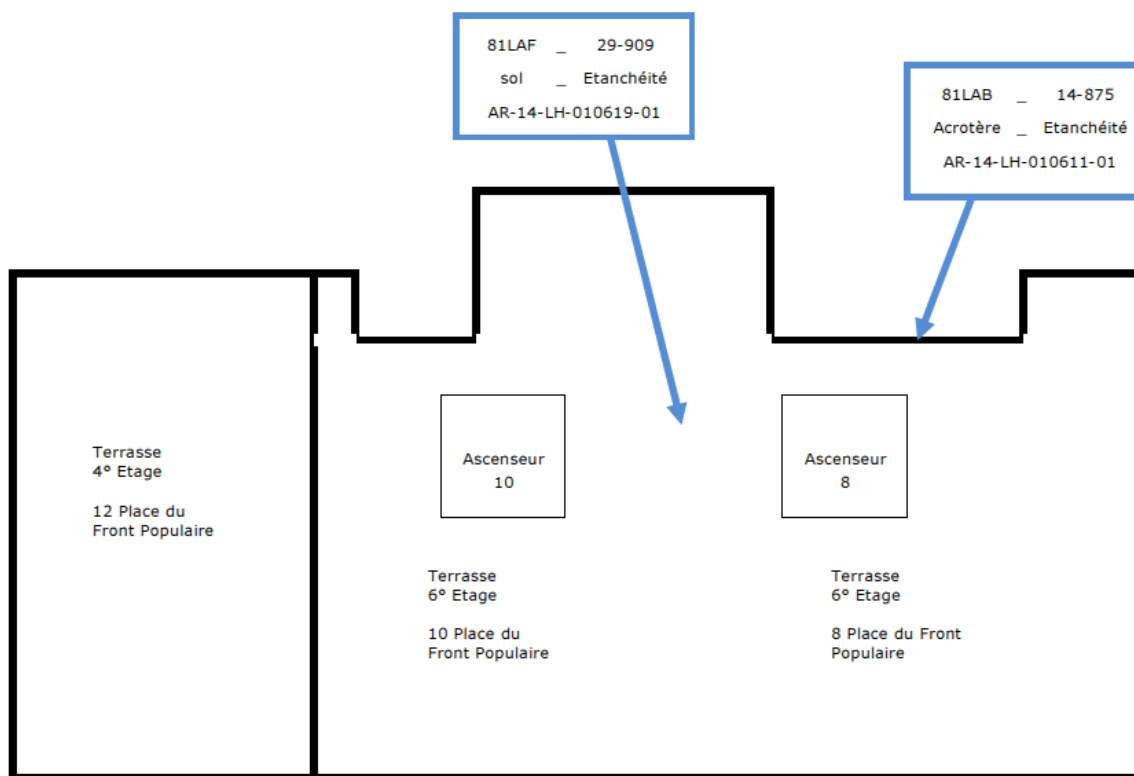 81LAF _ 29-909
sol _ Etanchéité
AR-14-LH-010619-01
81LAB _ 14-875
Acrotère _ Etanchéité
AR-14-LH-010611-01
Terrasse
4° Etage
12 Place du
Front Populaire
Ascenseur
10
Ascenseur
8
Terrasse
6° Etage
10 Place du
Front Populaire
Terrasse
6° Etage
8 Place du Front
Populaire